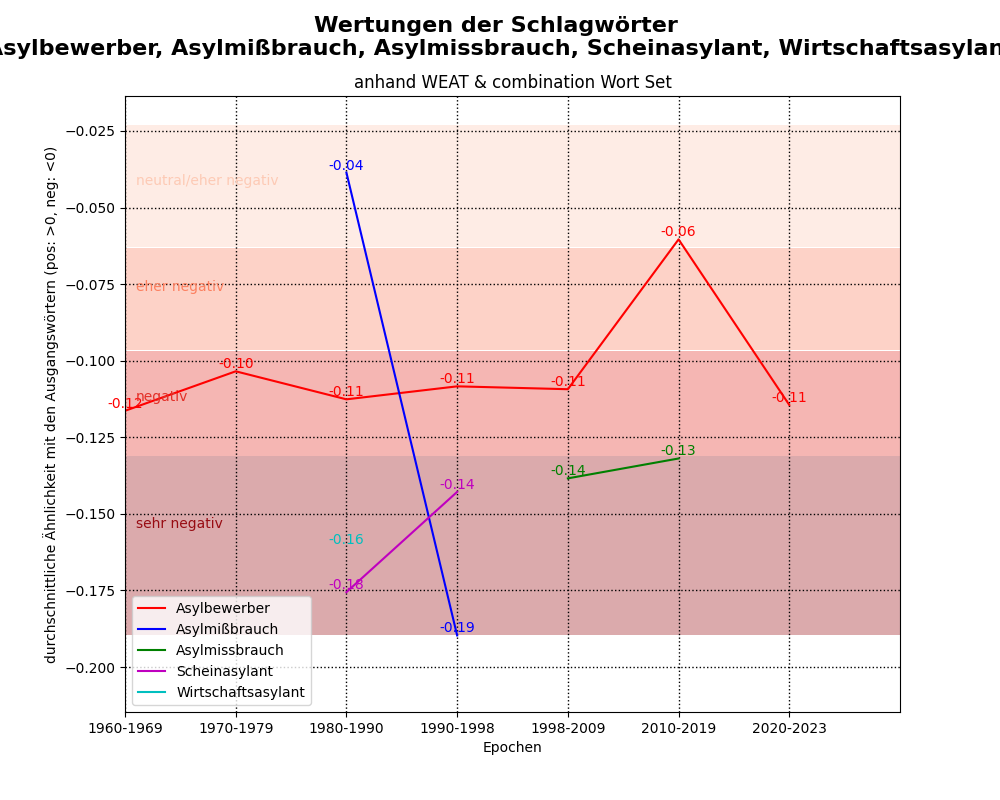 Wertungen der Schlagwörter
Asylbewerber, Asylmißbrauch, Asylmissbrauch, Scheinasylant, Wirtschaftsasylan
anhand WEAT & combination Wort Set
durchschnittliche Ähnlichkeit mit den Ausgangswörtern (pos: >0, neg: <0)
−0.025
−0.050
−0.075
−0.100
−0.125
−0.150
−0.175
−0.200
neutral/eher negativ
eher negativ
negativ
sehr negativ
-0.12
-0.10
-0.11
-0.11
-0.11
-0.06
-0.11
-0.04
-0.19
-0.14
-0.13
-0.18
-0.14
-0.16
Asylbewerber
Asylmißbrauch
Asylmissbrauch
Scheinasylant
Wirtschaftsasylant
1960-1969
1970-1979
1980-1990
1990-1998
1998-2009
2010-2019
2020-2023
Epochen